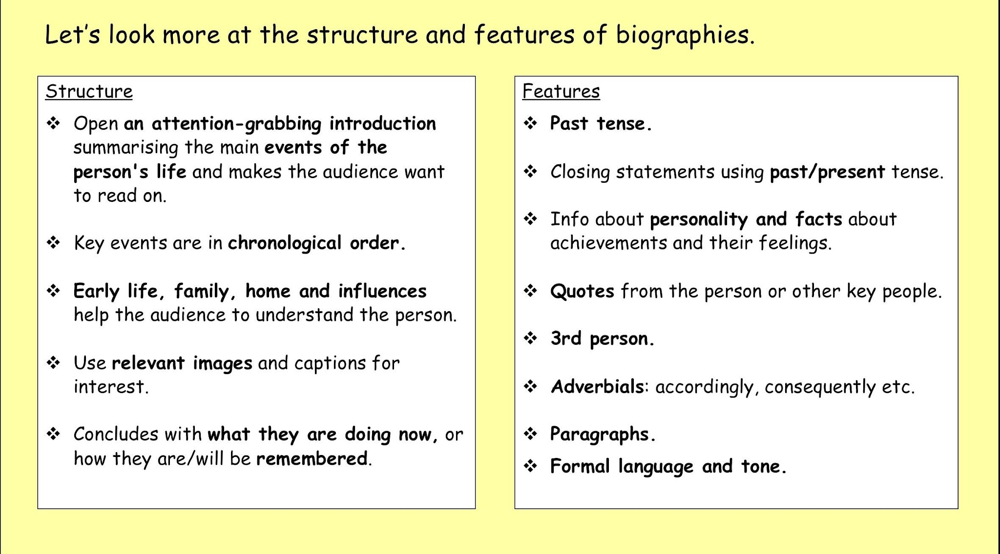 Let's look more at the structure and features of biographies.
Structure
❖ Open an attention-grabbing introduction
summarising the main events of the
person's life and makes the audience want
to read on.
❖ Key events are in chronological order.
❖ Early life, family, home and influences
help the audience to understand the person.
❖ Use relevant images and captions for
interest.
❖ Concludes with what they are doing now, or
how they are/will be remembered.
Features
❖ Past tense.
❖ Closing statements using past/present tense.
❖ Info about personality and facts about
achievements and their feelings.
❖ Quotes from the person or other key people.
❖ 3rd person.
❖ Adverbials: accordingly, consequently etc.
❖ Paragraphs.
❖ Formal language and tone.